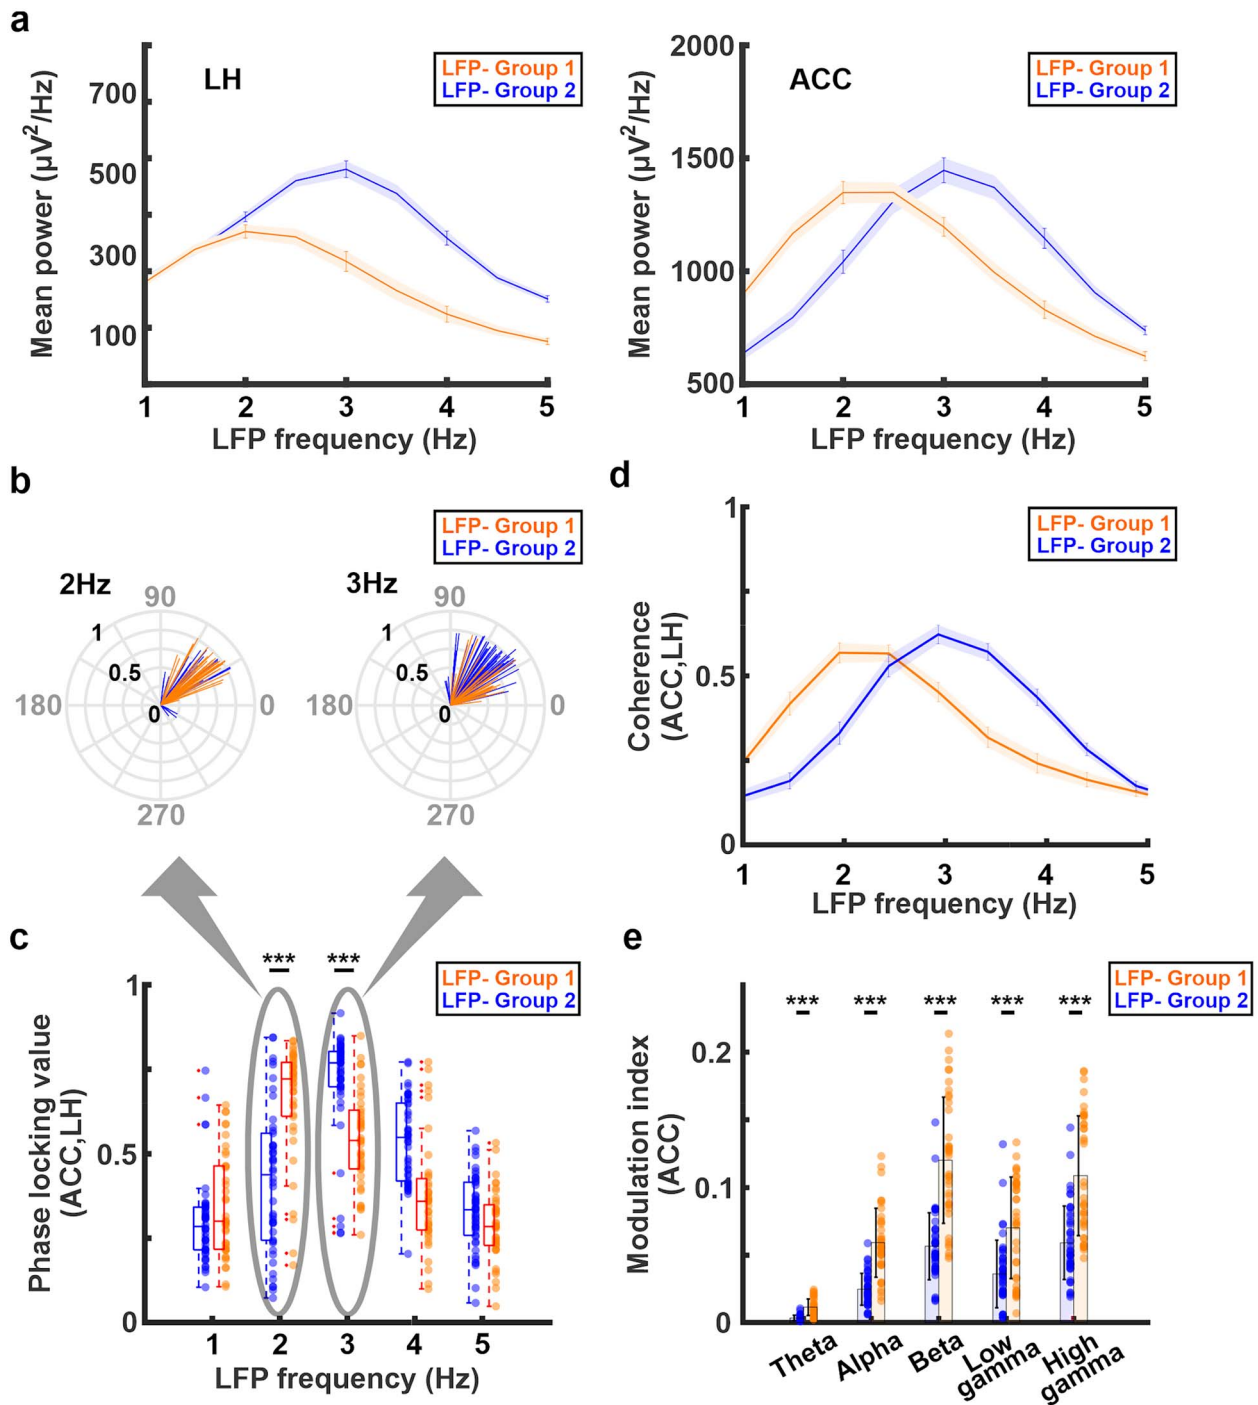 a
LH
LFP- Group 1
LFP- Group 2
Mean power (µV²/Hz)
700
500
300
100
1 2 3 4 5
LFP frequency (Hz)
ACC
LFP- Group 1
LFP- Group 2
Mean power (µV²/Hz)
2000
1500
1000
500
1 2 3 4 5
LFP frequency (Hz)
b
LFP- Group 1
LFP- Group 2
2Hz
90
1
0.5
180
0
0
270
3Hz
90
1
0.5
180
0
0
270
c
*** ***
LFP- Group 1
LFP- Group 2
Phase locking value
(ACC,LH)
1
0.5
0
1 2 3 4 5
LFP frequency (Hz)
d
LFP- Group 1
LFP- Group 2
Coherence
(ACC,LH)
1
0.5
0
1 2 3 4 5
LFP frequency (Hz)
e
LFP- Group 1
LFP- Group 2
*** *** *** *** ***
Modulation index
(ACC)
0.2
0.1
0
Theta
Alpha
Beta
Low
gamma
High
gamma